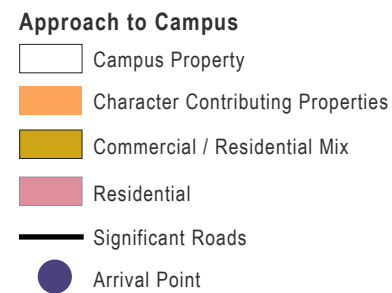 Approach to Campus
Campus Property
Character Contributing Properties
Commercial / Residential Mix
Residential
Significant Roads
Arrival Point